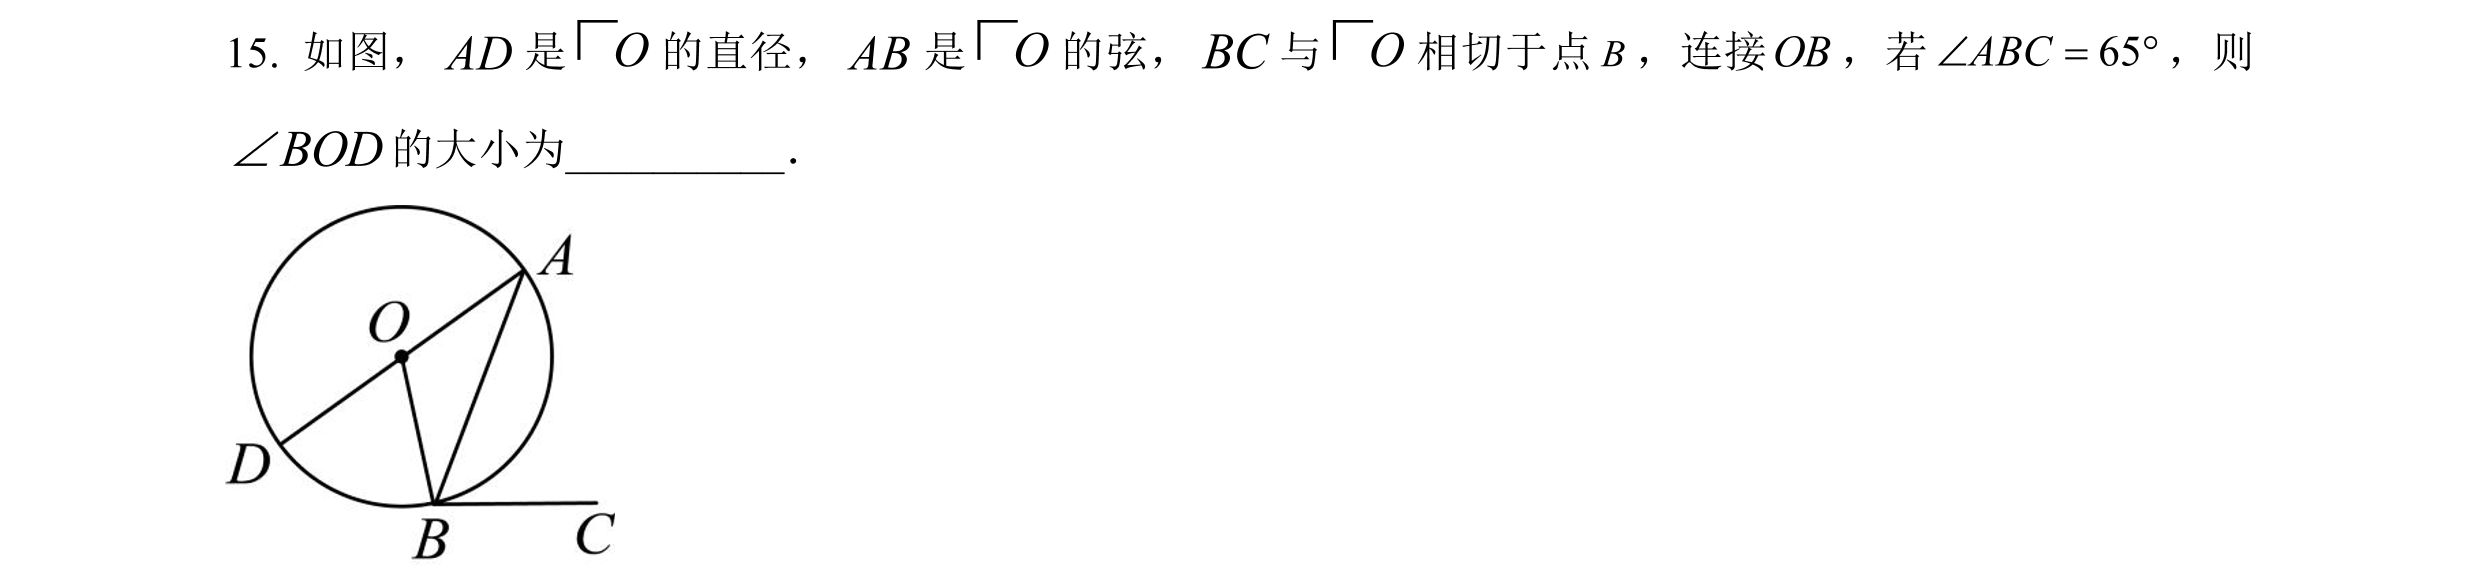 15. 如图，AD 是⎾O 的直径，AB 是⎾O 的弦，BC 与⎾O 相切于点 B，连接 OB，若 ∠ABC = 65°，则
∠BOD 的大小为__________.
A
O
D
B
C